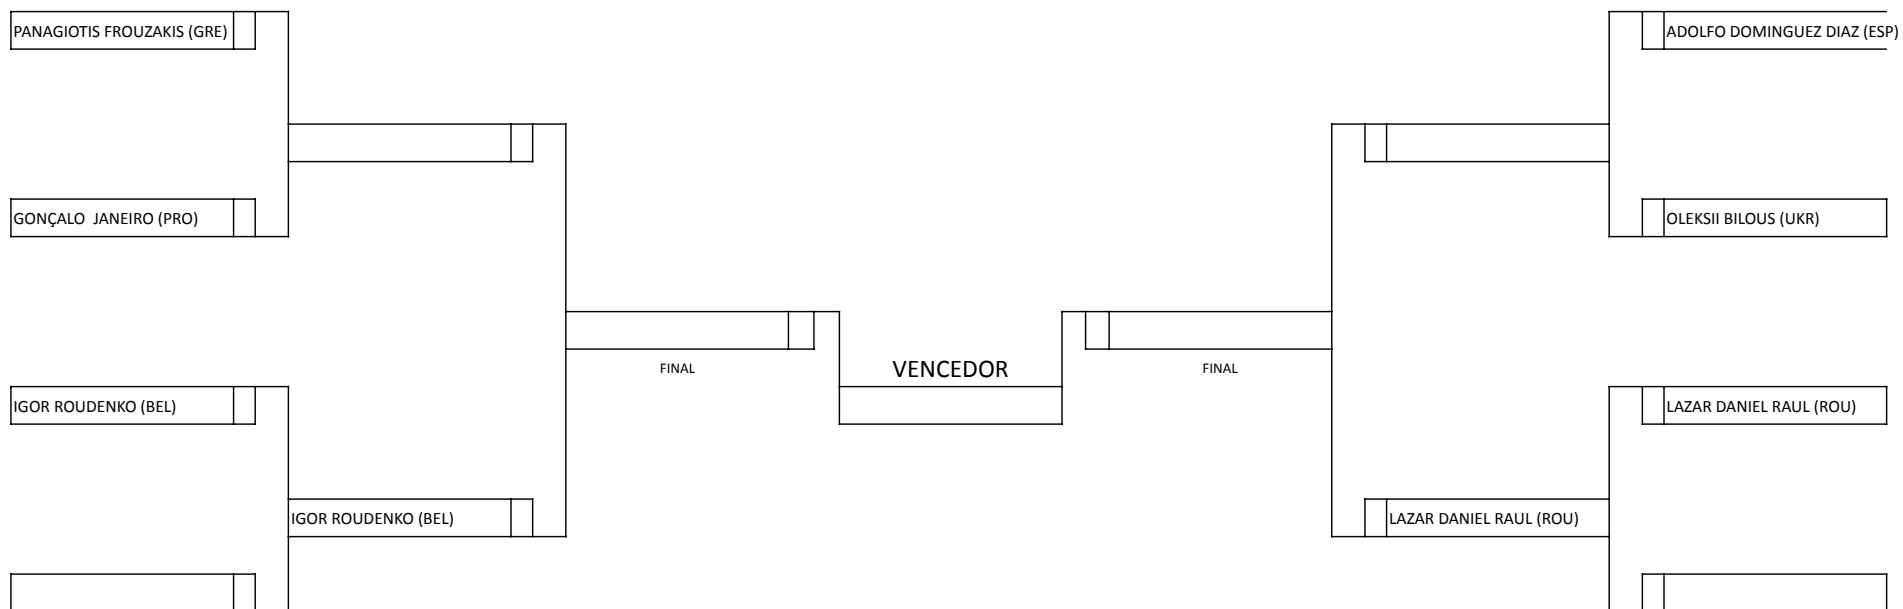 PANAGIOTIS FROUZAKIS (GRE)
ADOLFO DOMINGUEZ DIAZ (ESP)
GONÇALO  JANEIRO (PRO)
OLEKSII BILOUS (UKR)
FINAL
VENCEDOR
FINAL
IGOR ROUDENKO (BEL)
LAZAR DANIEL RAUL (ROU)
IGOR ROUDENKO (BEL)
LAZAR DANIEL RAUL (ROU)